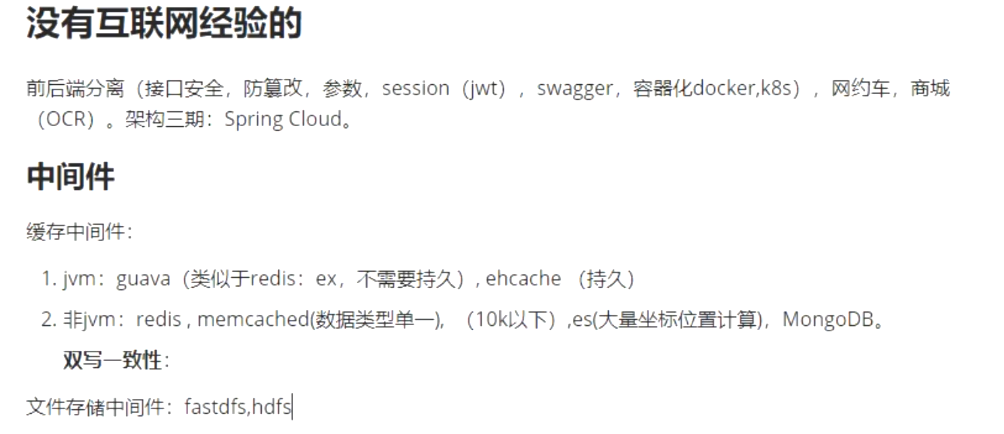 没有互联网经验的
前后端分离（接口安全，防篡改，参数，session（jwt），swagger，容器化docker,k8s），网约车，商城
（OCR）。架构三期：Spring Cloud。
中间件
缓存中间件：
1. jvm：guava（类似于redis：ex，不需要持久）, ehcache （持久）
2. 非jvm：redis , memcached(数据类型单一)，（10k以下）,es(大量坐标位置计算)，MongoDB。
双写一致性：
文件存储中间件：fastdfs,hdfs